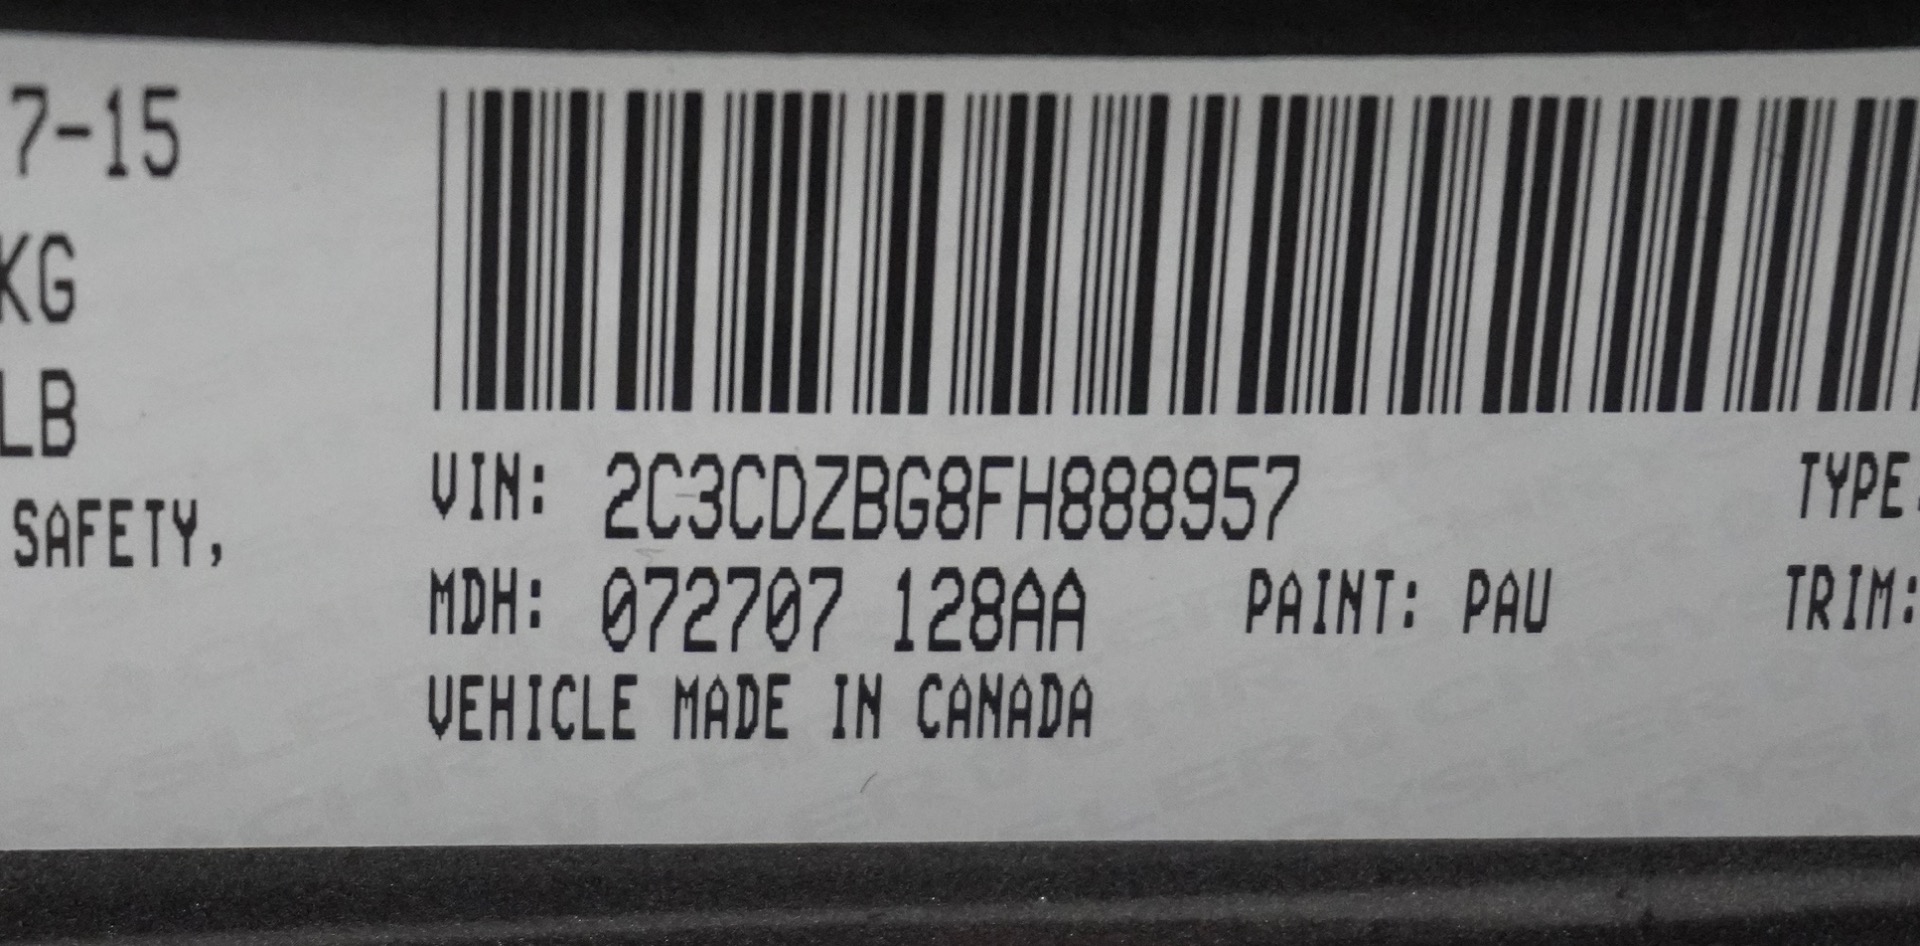 7-15
KG
LB
SAFETY,
VIN: 2C3CDZBG8FH888957 TYPE:
MDH: 072707 128AA PAINT: PAU TRIM:
VEHICLE MADE IN CANADA